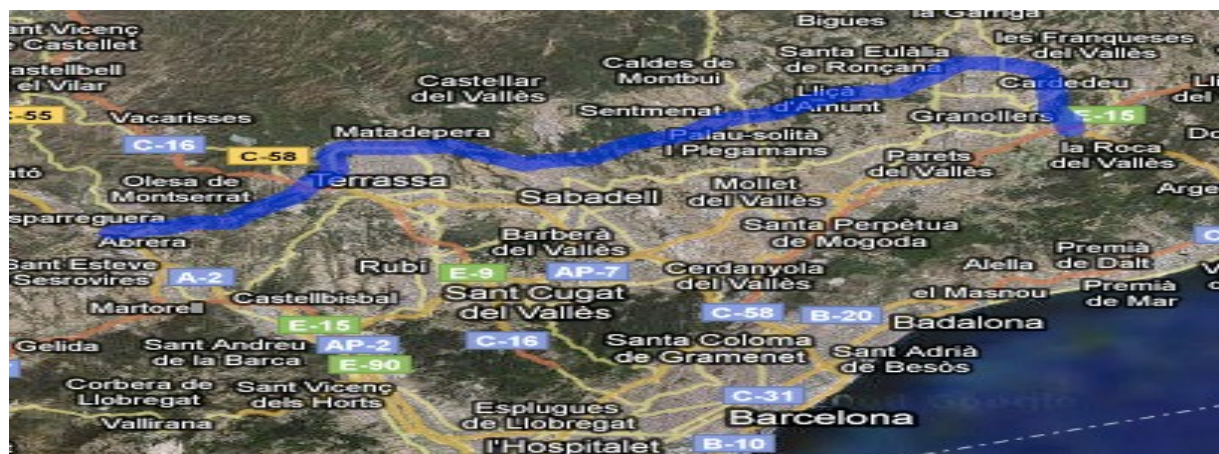 Bigues
la Garriga
ant Vicenç
e Castellet
les Franqueses
del Vallès
Santa Eulàlia
de Ronçana
Caldes de
Montbui
astellbell
el Vilar
Castellar
del Vallès
Cardedeu
Lliçà
d'Amunt
Sentmenat
Granollers
E-15
C-55
Vacarisses
Matadepera
Palau-solità
i Plegamans
la Roca
del Vallès
C-16
C-58
Parets
del Vallès
Olesa de
Montserrat
Terrassa
Sabadell
Mollet
del Vallès
sparreguera
Abrera
Santa Perpètua
de Mogoda
Barberà
del Vallès
Premià
de Dalt
Sant Esteve
Sesrovires
A-2
Rubí
E-9
AP-7
Cerdanyola
del Vallès
Alella
Martorell
Castellbisbal
Sant Cugat
del Vallès
el Masnou
Premià
de Mar
E-15
C-58
B-20
Badalona
Gelida
Sant Andreu
de la Barca
AP-2
C-16
Santa Coloma
de Gramenet
Sant Adrià
de Besòs
E-90
Corbera de
Llobregat
Sant Vicenç
dels Horts
C-31
Vallirana
Esplugues
de Llobregat
Barcelona
l'Hospitalet
B-10